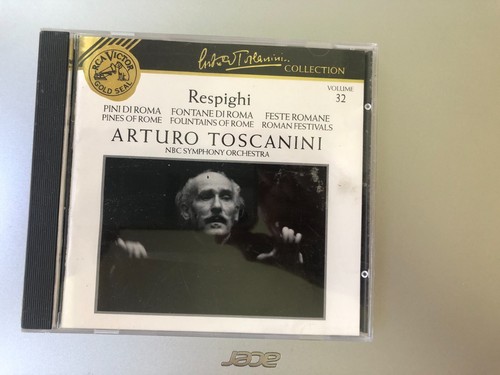 RCA VICTOR
GOLD SEAL
Arturo Toscanini
COLLECTION
VOLUME
32
Respighi
PINI DI ROMA FONTANE DI ROMA FESTE ROMANE
PINES OF ROME FOUNTAINS OF ROME ROMAN FESTIVALS
ARTURO TOSCANINI
NBC SYMPHONY ORCHESTRA
acer